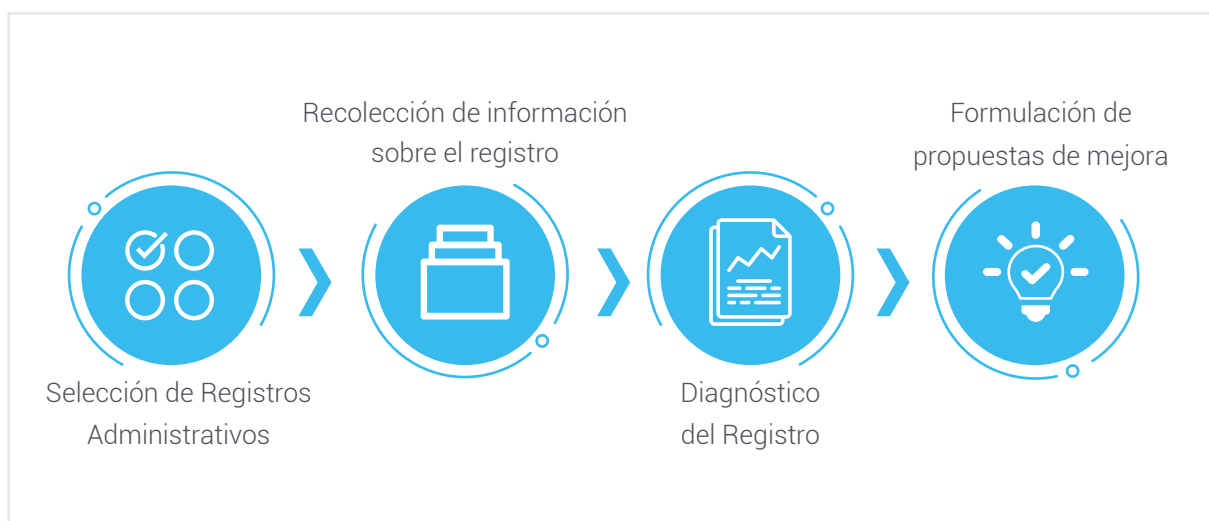 Selección de Registros
Administrativos
Recolección de información
sobre el registro
Diagnóstico
del Registro
Formulación de
propuestas de mejora